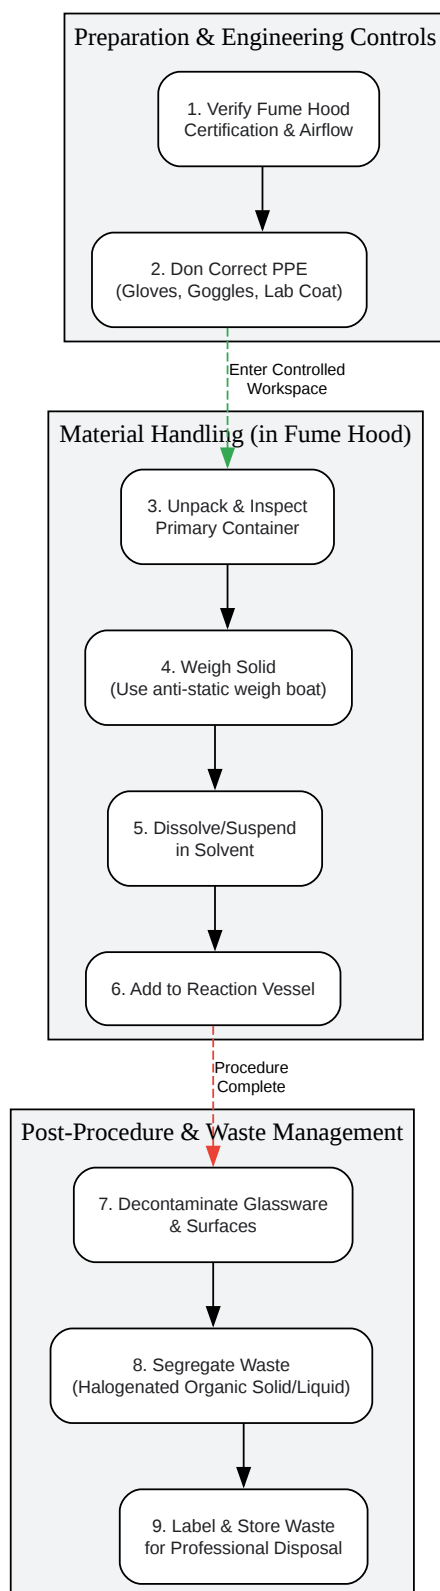 Preparation & Engineering Controls
1. Verify Fume Hood
Certification & Airflow
2. Don Correct PPE
(Gloves, Goggles, Lab Coat)
Enter Controlled
Workspace
Material Handling (in Fume Hood)
3. Unpack & Inspect
Primary Container
4. Weigh Solid
(Use anti-static weigh boat)
5. Dissolve/Suspend
in Solvent
6. Add to Reaction Vessel
Procedure
Complete
Post-Procedure & Waste Management
7. Decontaminate Glassware
& Surfaces
8. Segregate Waste
(Halogenated Organic Solid/Liquid)
9. Label & Store Waste
for Professional Disposal